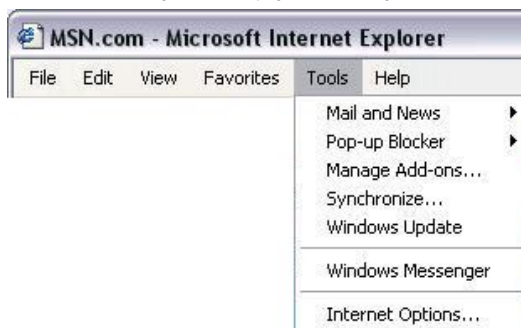 MSN.com - Microsoft Internet Explorer
File Edit View Favorites Tools Help
Mail and News
Pop-up Blocker
Manage Add-ons...
Synchronize...
Windows Update
Windows Messenger
Internet Options...